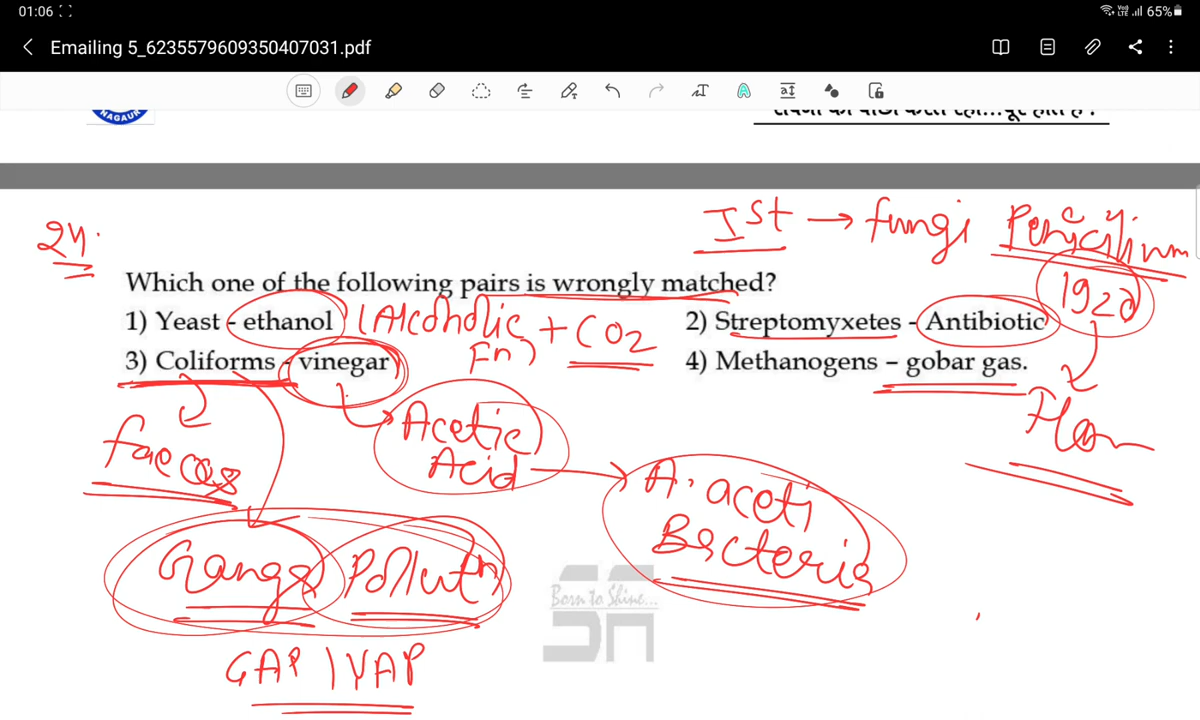 01:06
65%
Emailing 5_6235579609350407031.pdf
NAGAUR
Ist → fungi Penicillium
24.
1928
Which one of the following pairs is wrongly matched?
1) Yeast - ethanol (Alcoholic Fn) + CO2
2) Streptomyxetes - Antibiotic
3) Coliforms - vinegar
4) Methanogens – gobar gas.
faeces
Acetic Acid → A. aceti Bacteria
Ganga Pollutn
Born to Shine...
GAP | YAP